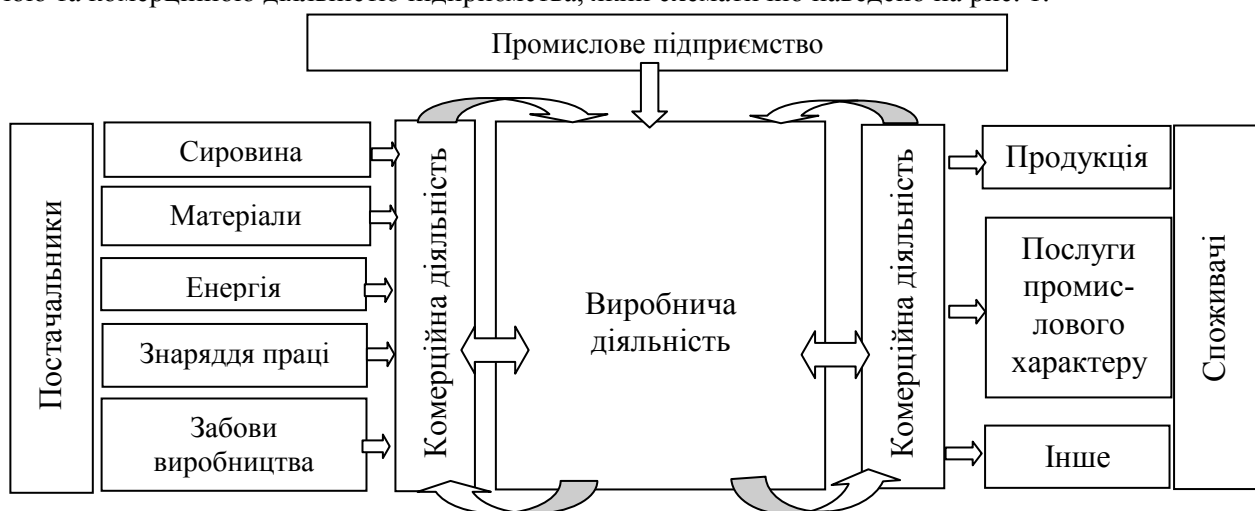 та комерційною діяльністю підприємства, який схематично наведено на рис. 1.
Промислове підприємство
Постачальники
Сировина
Матеріали
Енергія
Знаряддя праці
Забови
виробництва
Комерційна діяльність
Виробнича
діяльність
Комерційна діяльність
Продукція
Послуги
промис-
лового
характеру
Інше
Споживачі